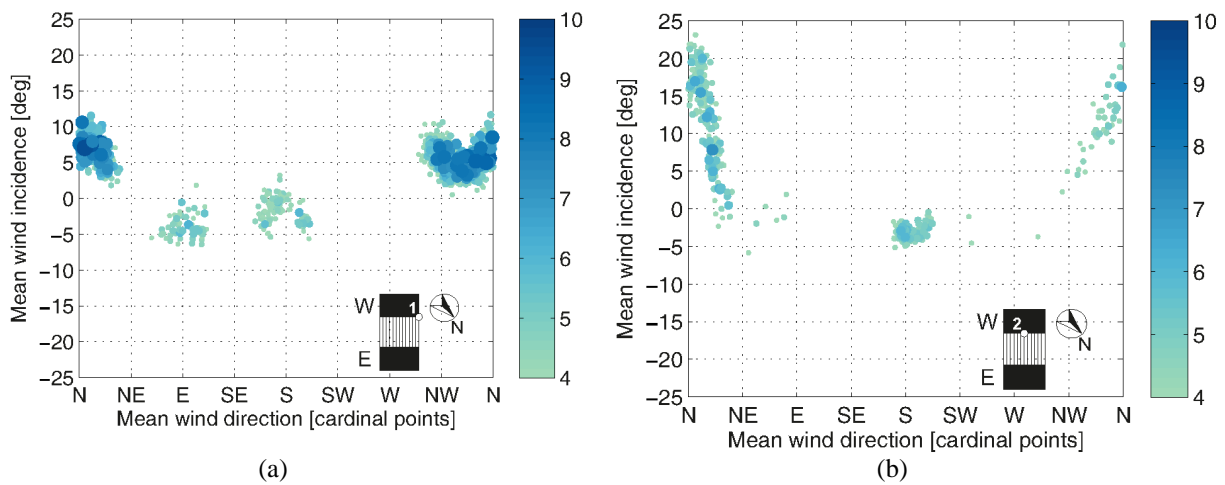 25
20
15
10
5
0
−5
−10
−15
−20
−25
Mean wind incidence [deg]
N NE E SE S SW W NW N
Mean wind direction [cardinal points]
W
1
N
E
10
9
8
7
6
5
4
(a)
25
20
15
10
5
0
−5
−10
−15
−20
−25
Mean wind incidence [deg]
N NE E SE S SW W NW N
Mean wind direction [cardinal points]
W
2
N
E
10
9
8
7
6
5
4
(b)